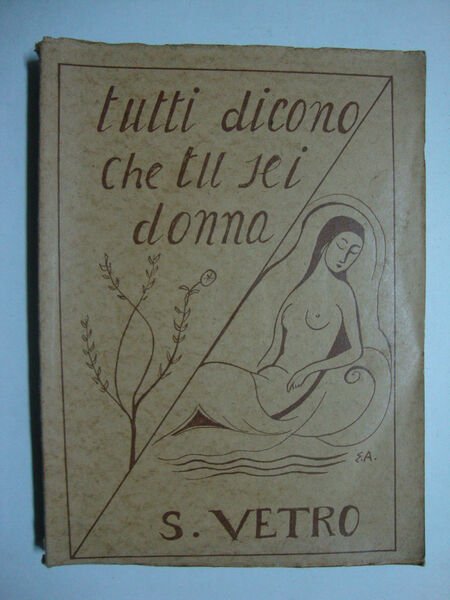 tutti dicono
che tu sei
donna
E.A.
S. VETRO